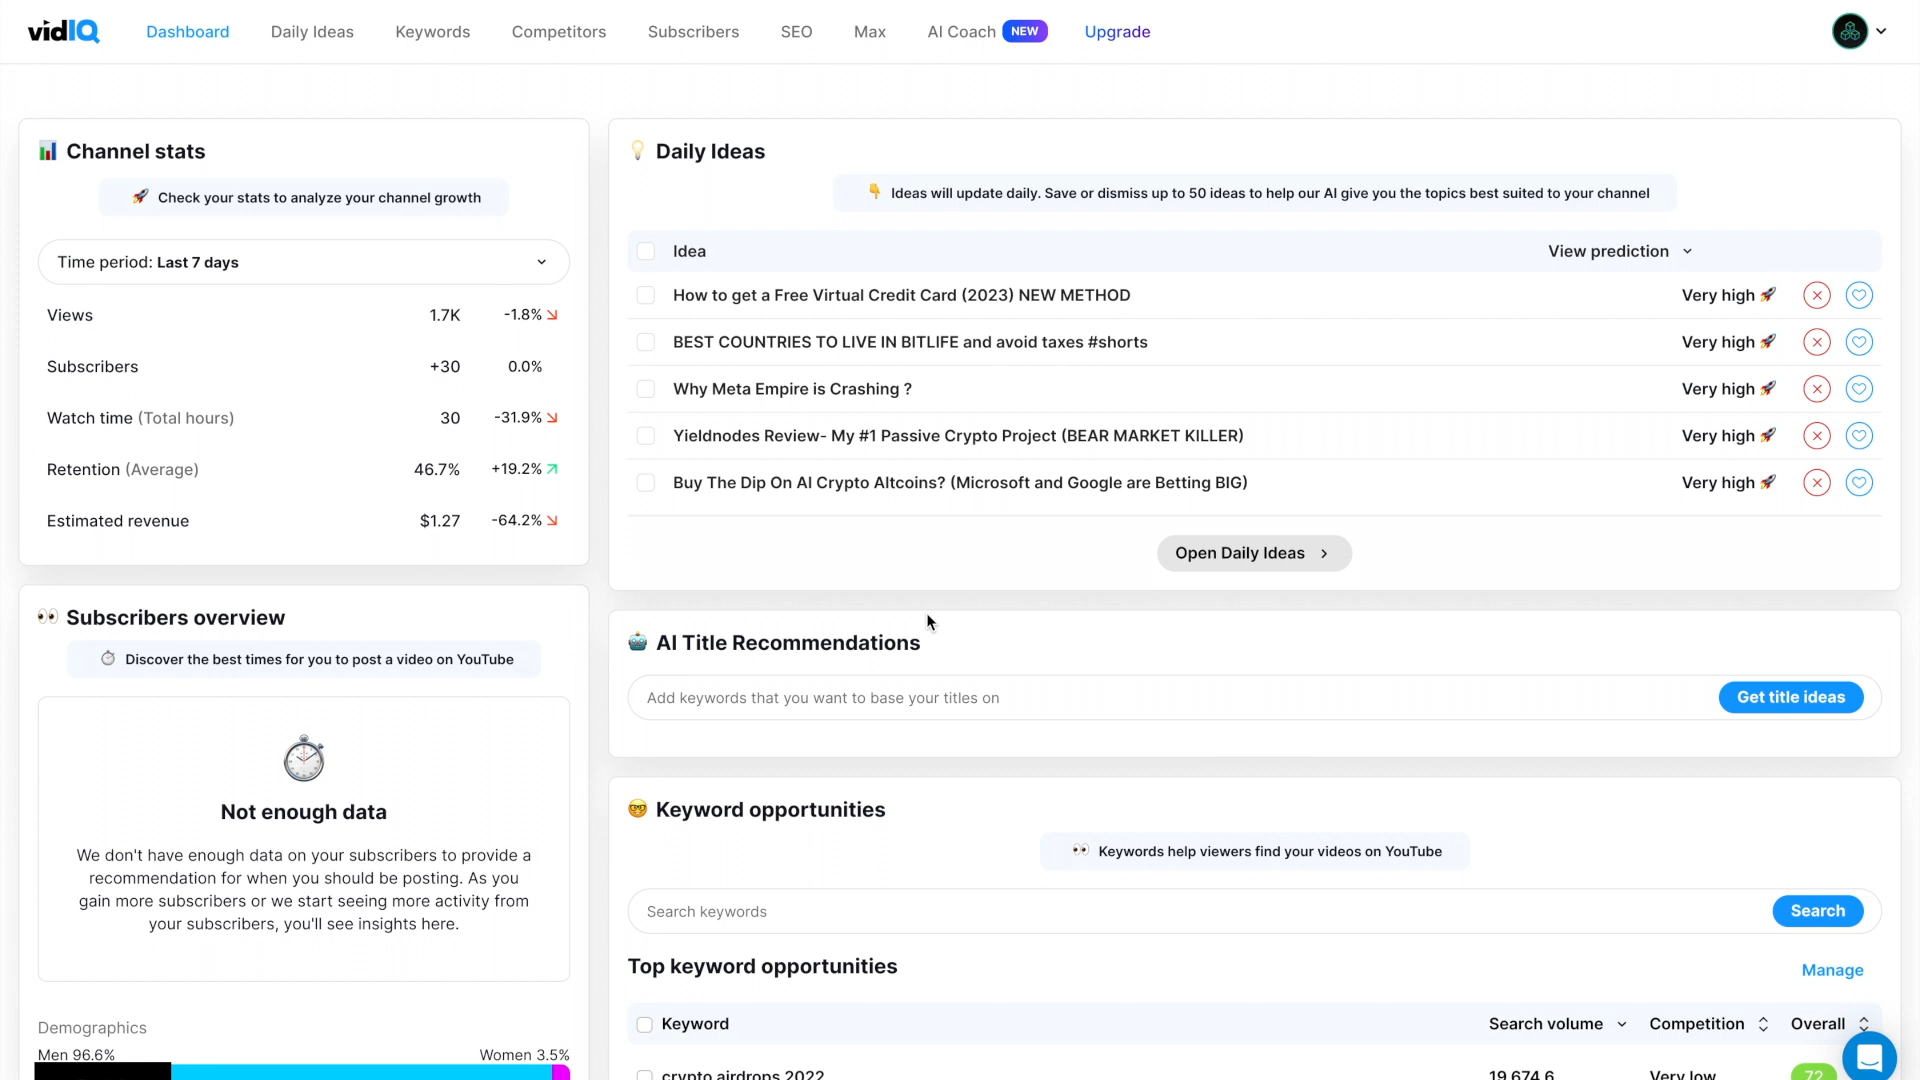 vidIQ
Dashboard
Daily Ideas
Keywords
Competitors
Subscribers
SEO
Max
AI Coach NEW
Upgrade
Channel stats
Check your stats to analyze your channel growth
Time period: Last 7 days
Views 1.7K -1.8%
Subscribers +30 0.0%
Watch time (Total hours) 30 -31.9%
Retention (Average) 46.7% +19.2%
Estimated revenue $1.27 -64.2%
Subscribers overview
Discover the best times for you to post a video on YouTube
Not enough data
We don't have enough data on your subscribers to provide a
recommendation for when you should be posting. As you
gain more subscribers or we start seeing more activity from
your subscribers, you'll see insights here.
Demographics
Men 96.6% Women 3.5%
Daily Ideas
Ideas will update daily. Save or dismiss up to 50 ideas to help our AI give you the topics best suited to your channel
Idea View prediction
How to get a Free Virtual Credit Card (2023) NEW METHOD Very high
BEST COUNTRIES TO LIVE IN BITLIFE and avoid taxes #shorts Very high
Why Meta Empire is Crashing ? Very high
Yieldnodes Review- My #1 Passive Crypto Project (BEAR MARKET KILLER) Very high
Buy The Dip On AI Crypto Altcoins? (Microsoft and Google are Betting BIG) Very high
Open Daily Ideas
AI Title Recommendations
Add keywords that you want to base your titles on Get title ideas
Keyword opportunities
Keywords help viewers find your videos on YouTube
Search keywords Search
Top keyword opportunities Manage
Keyword Search volume Competition Overall
crypto airdrops 2022 19,674.6 Very low 72